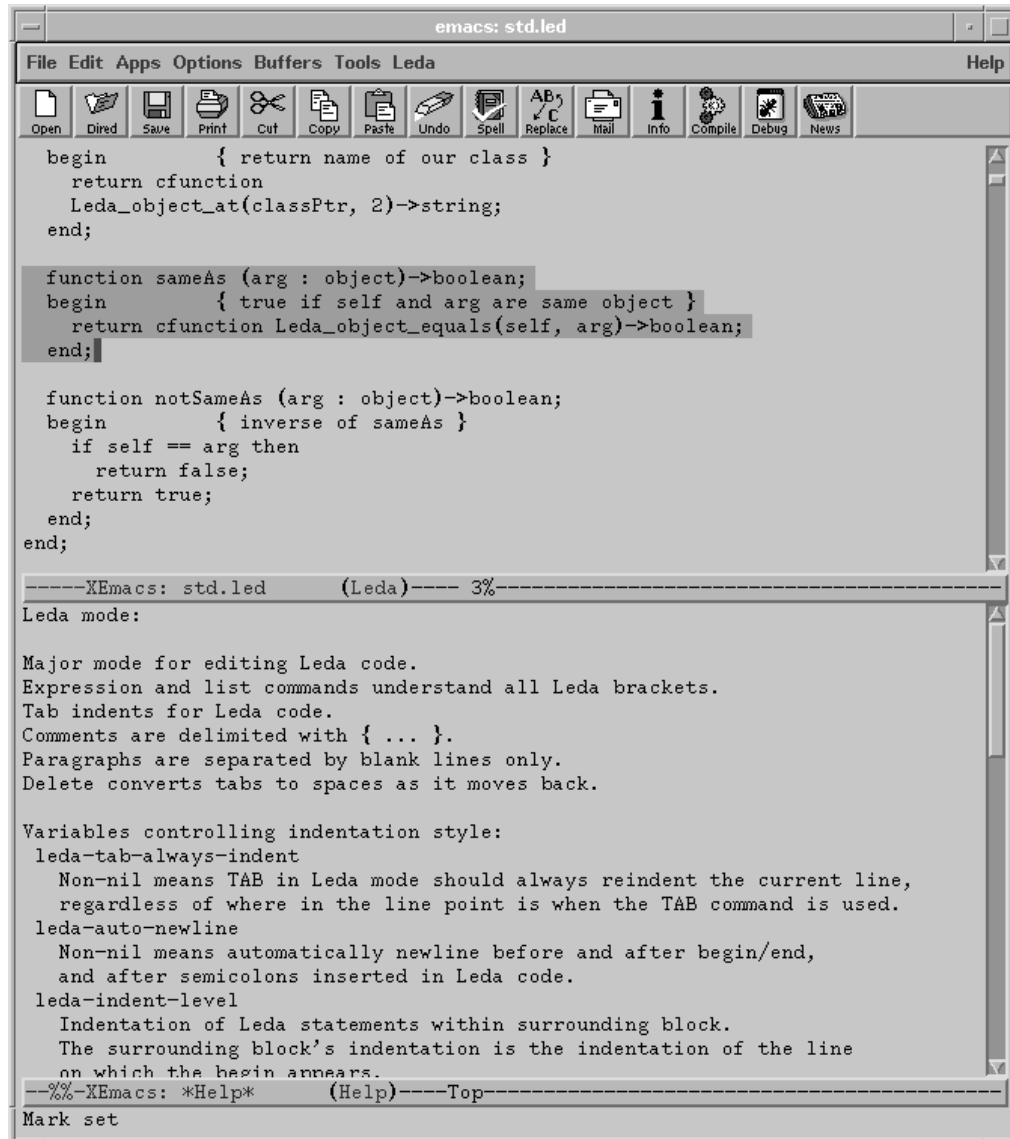 emacs: std.led
File Edit Apps Options Buffers Tools Leda Help
Open Dired Save Print Cut Copy Paste Undo Spell Replace Mail Info Compile Debug News
begin { return name of our class }
return cfunction
Leda_object_at(classPtr, 2)->string;
end;
function sameAs (arg : object)->boolean;
begin { true if self and arg are same object }
return cfunction Leda_object_equals(self, arg)->boolean;
end;
function notSameAs (arg : object)->boolean;
begin { inverse of sameAs }
if self == arg then
return false;
return true;
end;
end;
-----XEmacs: std.led (Leda)---- 3%------------------------------------------
Leda mode:
Major mode for editing Leda code.
Expression and list commands understand all Leda brackets.
Tab indents for Leda code.
Comments are delimited with { ... }.
Paragraphs are separated by blank lines only.
Delete converts tabs to spaces as it moves back.
Variables controlling indentation style:
leda-tab-always-indent
Non-nil means TAB in Leda mode should always reindent the current line,
regardless of where in the line point is when the TAB command is used.
leda-auto-newline
Non-nil means automatically newline before and after begin/end,
and after semicolons inserted in Leda code.
leda-indent-level
Indentation of Leda statements within surrounding block.
The surrounding block's indentation is the indentation of the line
on which the begin appears.
--%%-XEmacs: *Help* (Help)----Top-------------------------------------------
Mark set